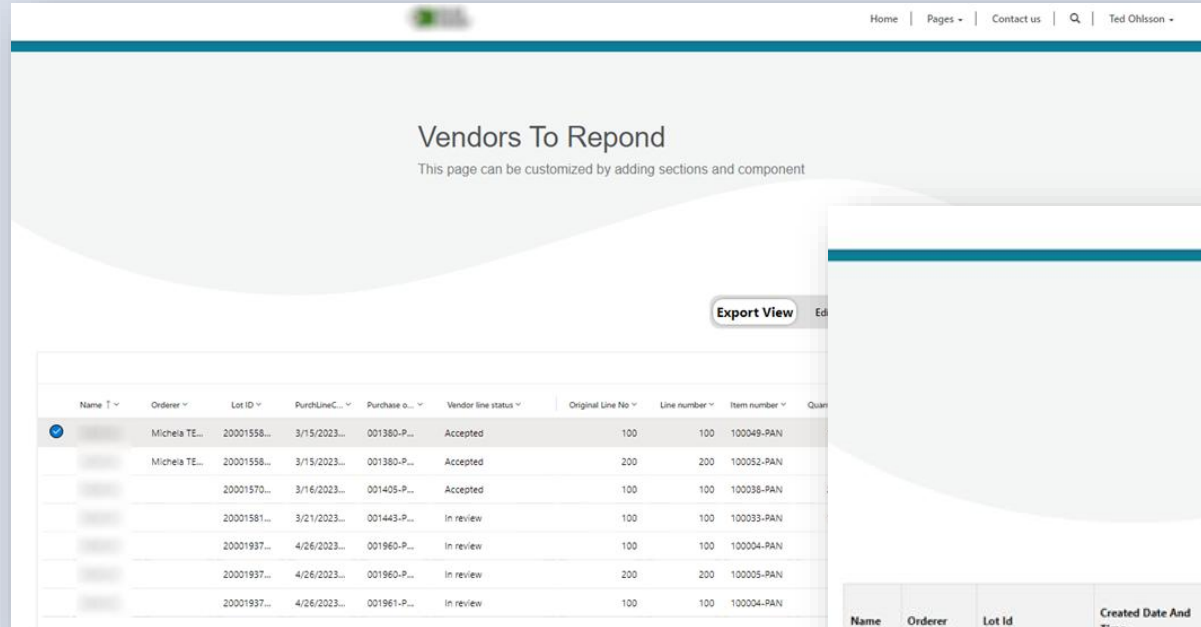 Home | Pages | Contact us | Ted Ohlsson
Vendors To Repond
This page can be customized by adding sections and component
Export View
Name Orderer Lot ID PurchLineC... Purchase o... Vendor line status Original Line No Line number Item number
Michela TE... 20001558... 3/15/2023... 001380-P... Accepted 100 100 100049-PAN
Michela TE... 20001558... 3/15/2023... 001380-P... Accepted 200 200 100052-PAN
20001570... 3/16/2023... 001405-P... Accepted 100 100 100038-PAN
20001581... 3/21/2023... 001443-P... In review 100 100 100033-PAN
20001937... 4/26/2023... 001960-P... In review 100 100 100004-PAN
20001937... 4/26/2023... 001960-P... In review 200 200 100005-PAN
20001937... 4/26/2023... 001961-P... In review 100 100 100004-PAN
Name Orderer Lot Id Created Date And